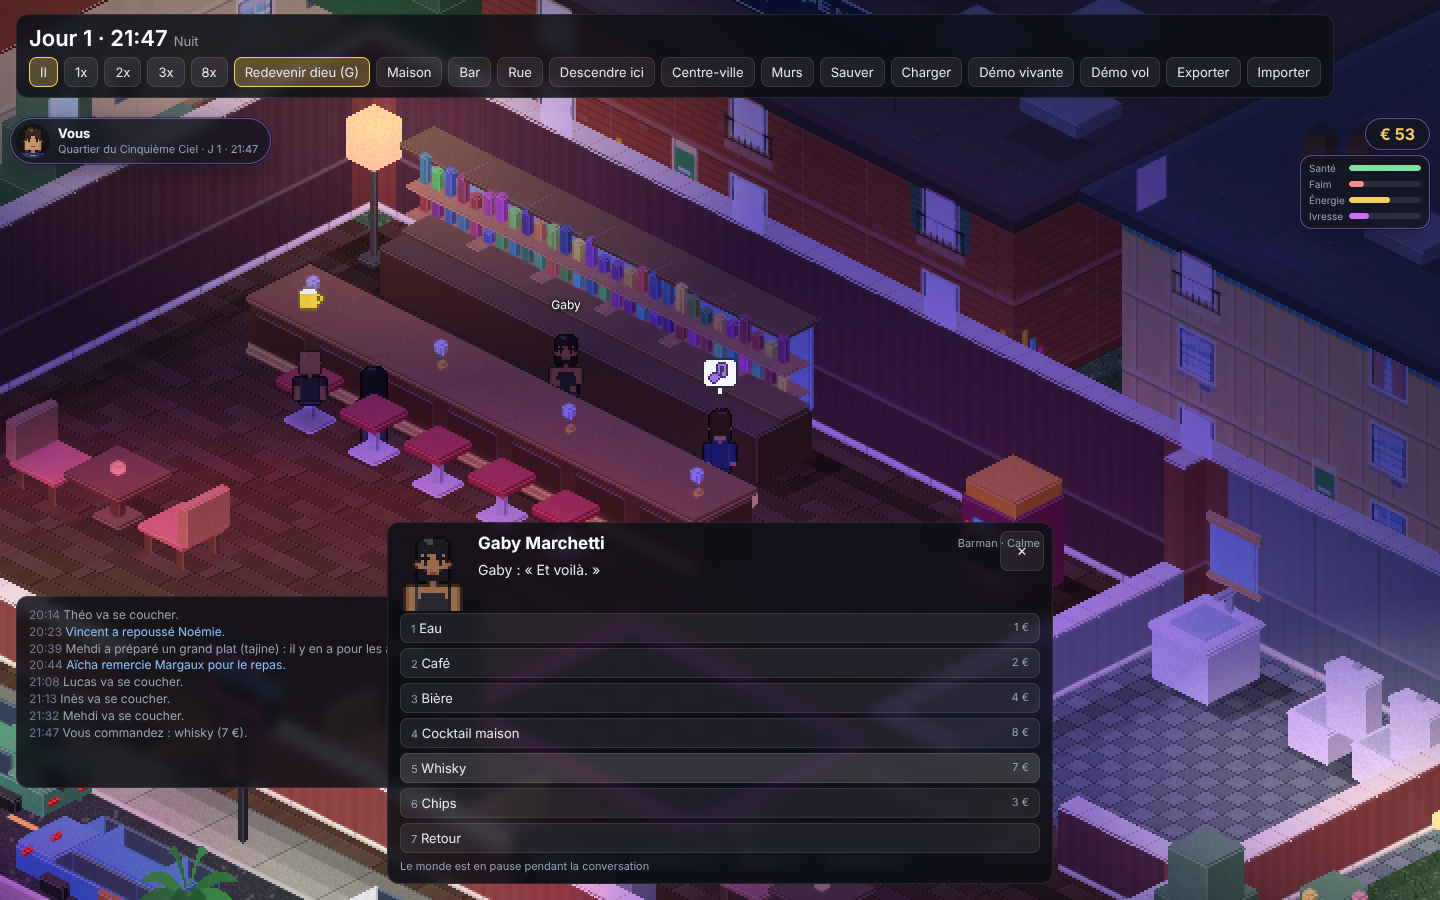 Jour 1 · 21:47 Nuit
II 1x 2x 3x 8x Redevenir dieu (G) Maison Bar Rue Descendre ici Centre-ville Murs Sauver Charger Démo vivante Démo vol Exporter Importer
Vous
Quartier du Cinquième Ciel · J 1 · 21:47
€ 53
Santé
Faim
Énergie
Ivresse
Gaby
Gaby Marchetti
Barman · Calme
×
Gaby : « Et voilà. »
1 Eau 1 €
2 Café 2 €
3 Bière 4 €
4 Cocktail maison 8 €
5 Whisky 7 €
6 Chips 3 €
7 Retour
Le monde est en pause pendant la conversation
20:14 Théo va se coucher.
20:23 Vincent a repoussé Noémie.
20:39 Mehdi a préparé un grand plat (tajine) : il y en a pour les
20:44 Aïcha remercie Margaux pour le repas.
21:08 Lucas va se coucher.
21:13 Inès va se coucher.
21:32 Mehdi va se coucher.
21:47 Vous commandez : whisky (7 €).